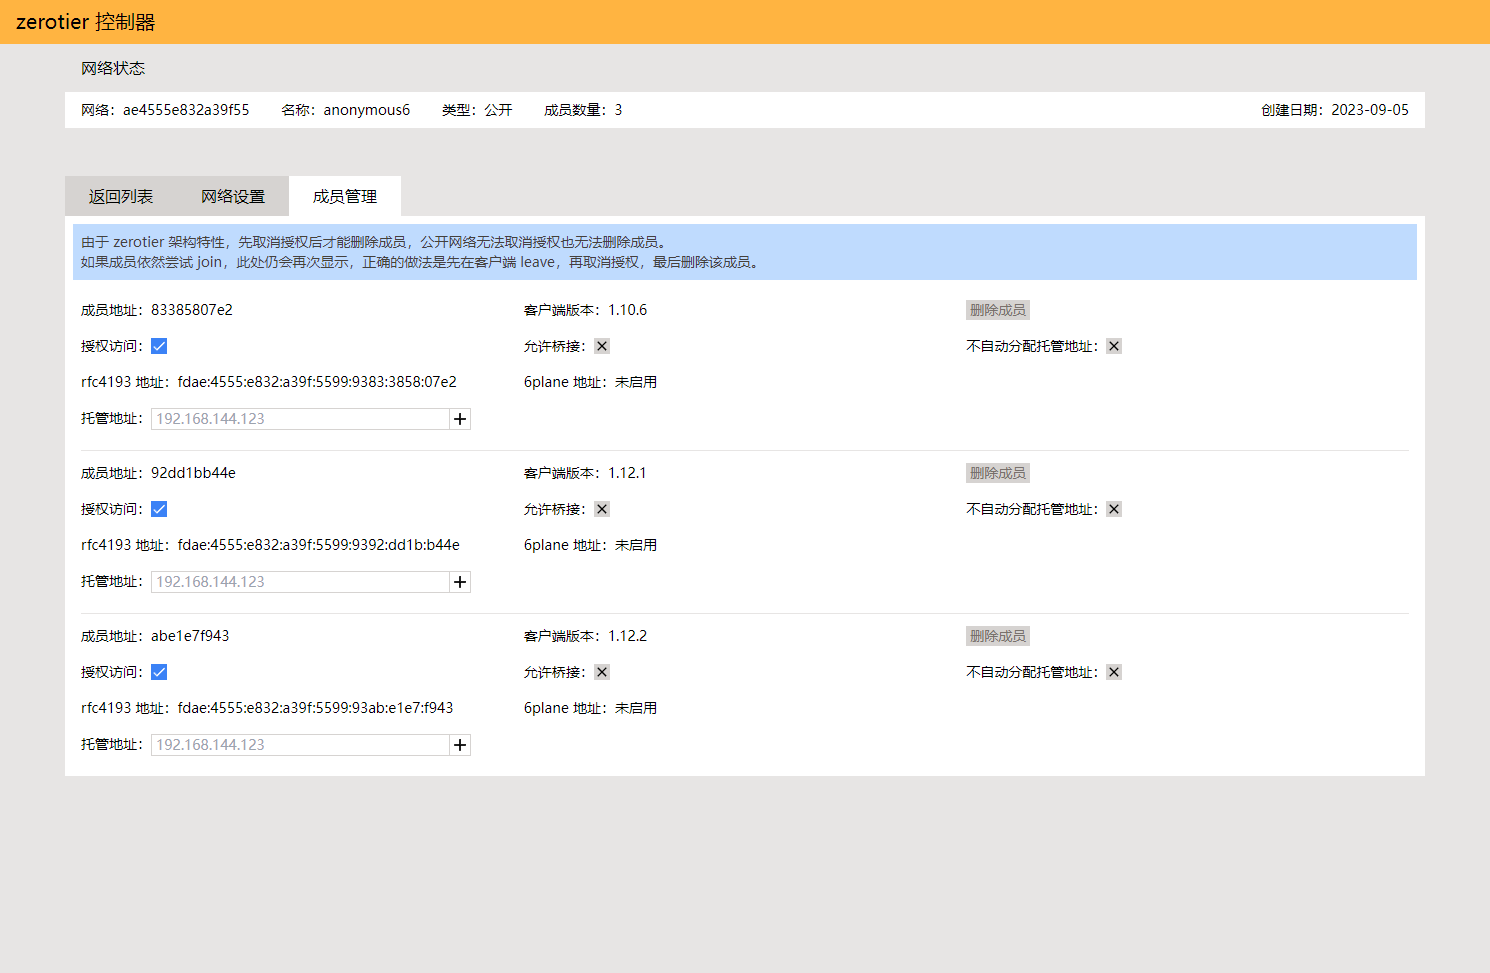 zerotier 控制器
网络状态
网络：ae4555e832a39f55 名称：anonymous6 类型：公开 成员数量：3 创建日期：2023-09-05
返回列表 网络设置 成员管理
由于 zerotier 架构特性，先取消授权后才能删除成员，公开网络无法取消授权也无法删除成员。
如果成员依然尝试 join，此处仍会再次显示，正确的做法是先在客户端 leave，再取消授权，最后删除该成员。
成员地址：83385807e2 客户端版本：1.10.6 删除成员
授权访问： 允许桥接： 不自动分配托管地址：
rfc4193 地址：fdae:4555:e832:a39f:5599:9383:3858:07e2 6plane 地址：未启用
托管地址：192.168.144.123
成员地址：92dd1bb44e 客户端版本：1.12.1 删除成员
授权访问： 允许桥接： 不自动分配托管地址：
rfc4193 地址：fdae:4555:e832:a39f:5599:9392:dd1b:b44e 6plane 地址：未启用
托管地址：192.168.144.123
成员地址：abe1e7f943 客户端版本：1.12.2 删除成员
授权访问： 允许桥接： 不自动分配托管地址：
rfc4193 地址：fdae:4555:e832:a39f:5599:93ab:e1e7:f943 6plane 地址：未启用
托管地址：192.168.144.123